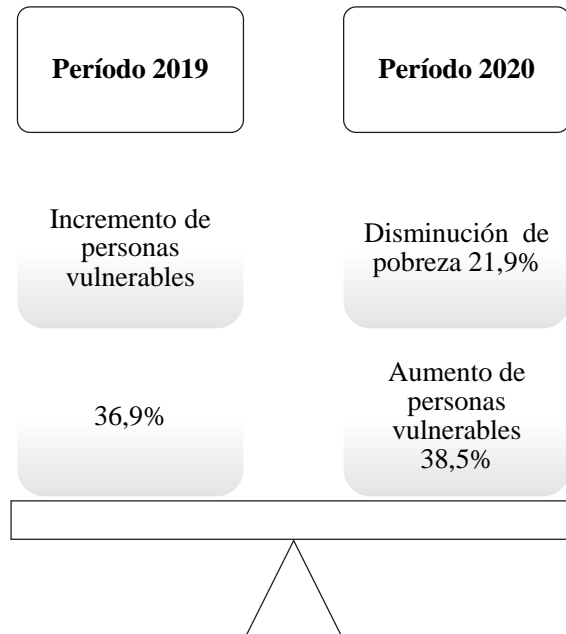 Período 2019
Período 2020
Incremento de
personas
vulnerables
Disminución de
pobreza 21,9%
36,9%
Aumento de
personas
vulnerables
38,5%